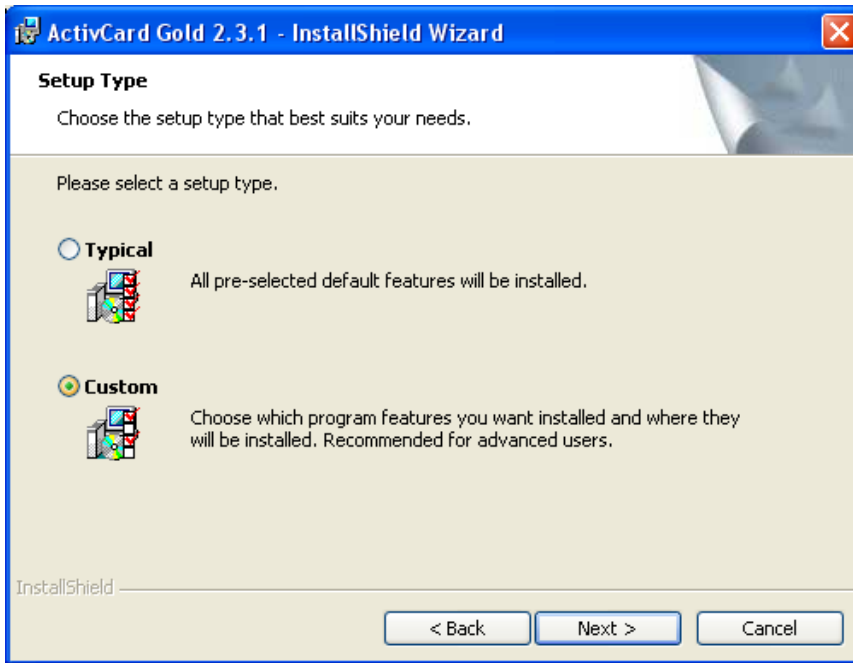 ActivCard Gold 2.3.1 - InstallShield Wizard
Setup Type
Choose the setup type that best suits your needs.
Please select a setup type.
Typical
All pre-selected default features will be installed.
Custom
Choose which program features you want installed and where they
will be installed. Recommended for advanced users.
InstallShield
< Back
Next >
Cancel